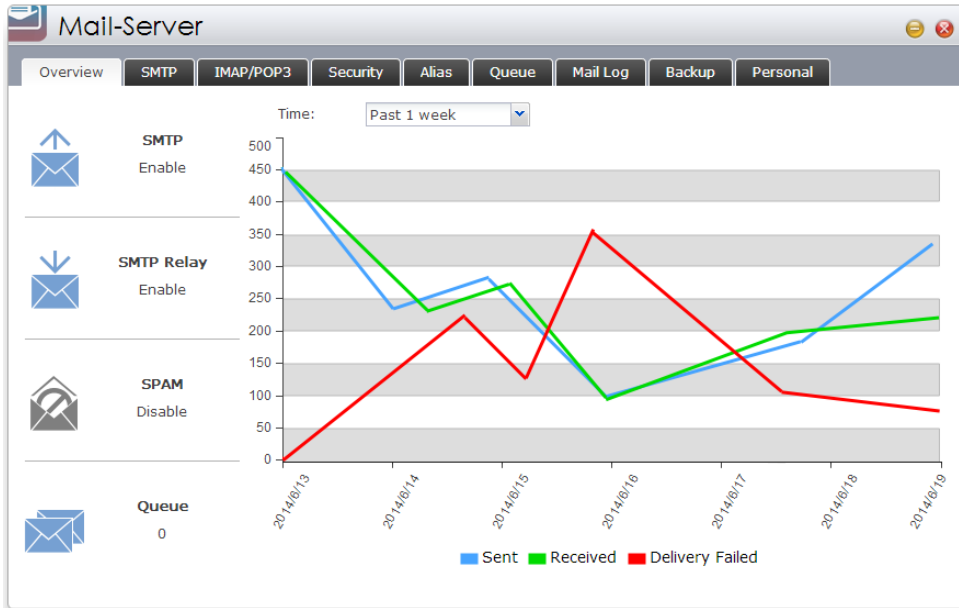 Mail-Server
Overview SMTP IMAP/POP3 Security Alias Queue Mail Log Backup Personal
Time: Past 1 week
SMTP
Enable
SMTP Relay
Enable
SPAM
Disable
Queue
0
500
450
400
350
300
250
200
150
100
50
0
2014/6/13 2014/6/14 2014/6/15 2014/6/16 2014/6/17 2014/6/18 2014/6/19
Sent Received Delivery Failed